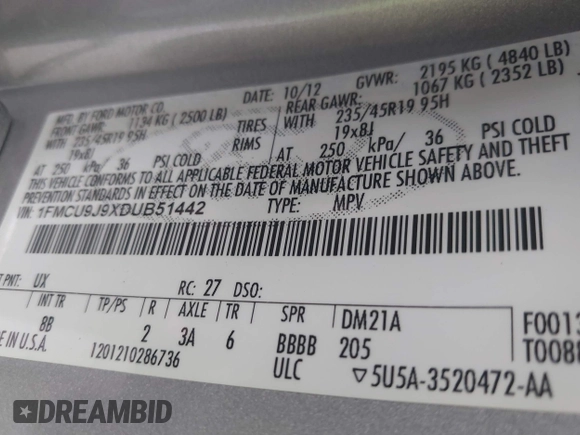 MFG. BY FORD MOTOR CO.
DATE: 10/12
GVWR: 2195 KG ( 4840 LB)
FRONT GAWR: 1134 KG ( 2500 LB)
REAR GAWR: 1067 KG ( 2352 LB)
WITH 235/45R19 95H TIRES WITH 235/45R19 95H
19x8J RIMS 19x8J
AT 250 kPa/ 36 PSI COLD AT 250 kPa/ 36 PSI COLD
THIS VEHICLE CONFORMS TO ALL APPLICABLE FEDERAL MOTOR VEHICLE SAFETY AND THEFT
PREVENTION STANDARDS IN EFFECT ON THE DATE OF MANUFACTURE SHOWN ABOVE.
VIN: 1FMCU9J9XDUB51442
TYPE: MPV
PNT: UX
RC: 27 DSO:
INT TR TP/PS R AXLE TR SPR DM21A
8B 2 3A 6 BBBB 205
IN U.S.A. 1201210286736 ULC ▽5U5A-3520472-AA
DREAMBID